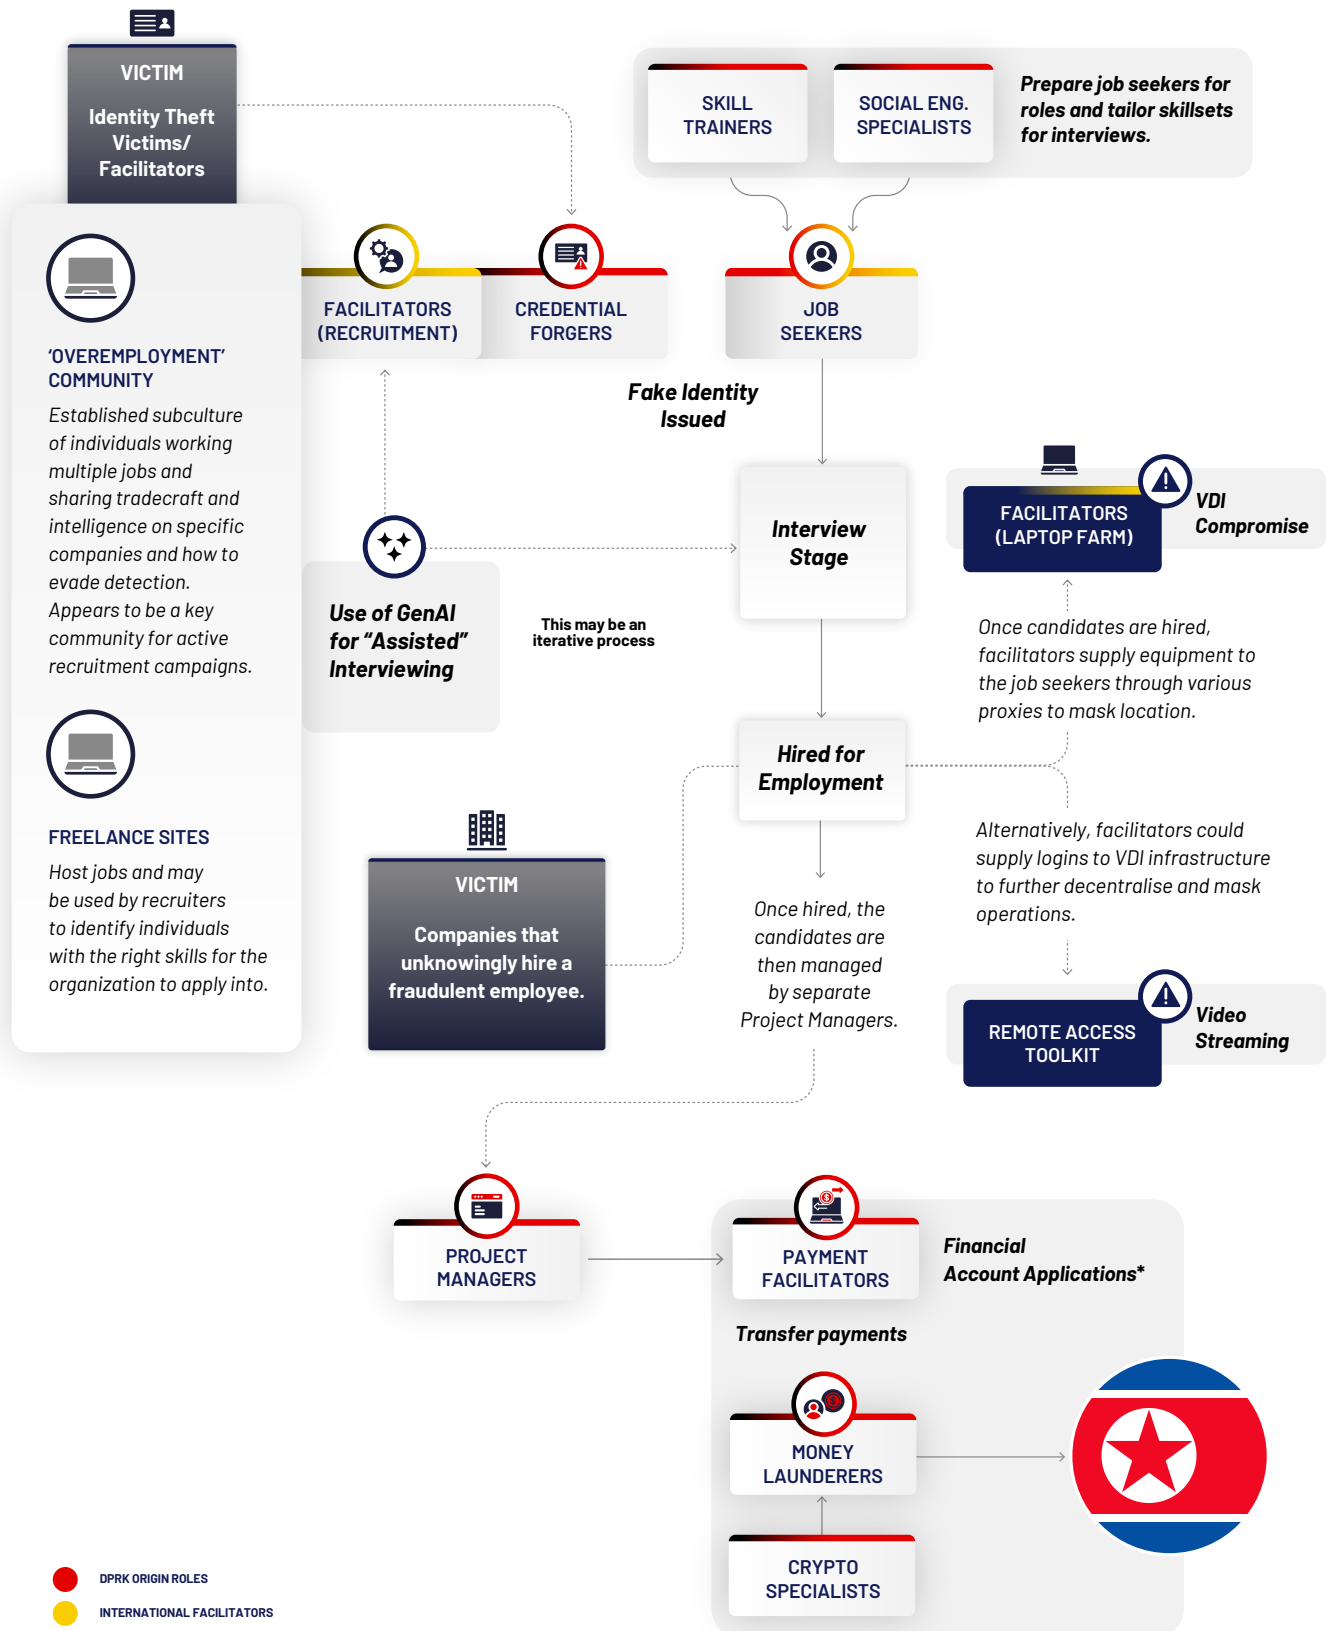 VICTIM
Identity Theft
Victims/
Facilitators
SKILL
TRAINERS
SOCIAL ENG.
SPECIALISTS
Prepare job seekers for
roles and tailor skillsets
for interviews.
'OVEREMPLOYMENT'
COMMUNITY
Established subculture
of individuals working
multiple jobs and
sharing tradecraft and
intelligence on specific
companies and how to
evade detection.
Appears to be a key
community for active
recruitment campaigns.
FREELANCE SITES
Host jobs and may
be used by recruiters
to identify individuals
with the right skills for the
organization to apply into.
FACILITATORS
(RECRUITMENT)
CREDENTIAL
FORGERS
JOB
SEEKERS
Fake Identity
Issued
Interview
Stage
Use of GenAI
for “Assisted”
Interviewing
This may be an
iterative process
FACILITATORS
(LAPTOP FARM)
VDI
Compromise
Once candidates are hired,
facilitators supply equipment to
the job seekers through various
proxies to mask location.
Hired for
Employment
VICTIM
Companies that
unknowingly hire a
fraudulent employee.
Once hired, the
candidates are
then managed
by separate
Project Managers.
Alternatively, facilitators could
supply logins to VDI infrastructure
to further decentralise and mask
operations.
REMOTE ACCESS
TOOLKIT
Video
Streaming
PROJECT
MANAGERS
PAYMENT
FACILITATORS
Financial
Account Applications*
Transfer payments
MONEY
LAUNDERERS
CRYPTO
SPECIALISTS
DPRK ORIGIN ROLES
INTERNATIONAL FACILITATORS